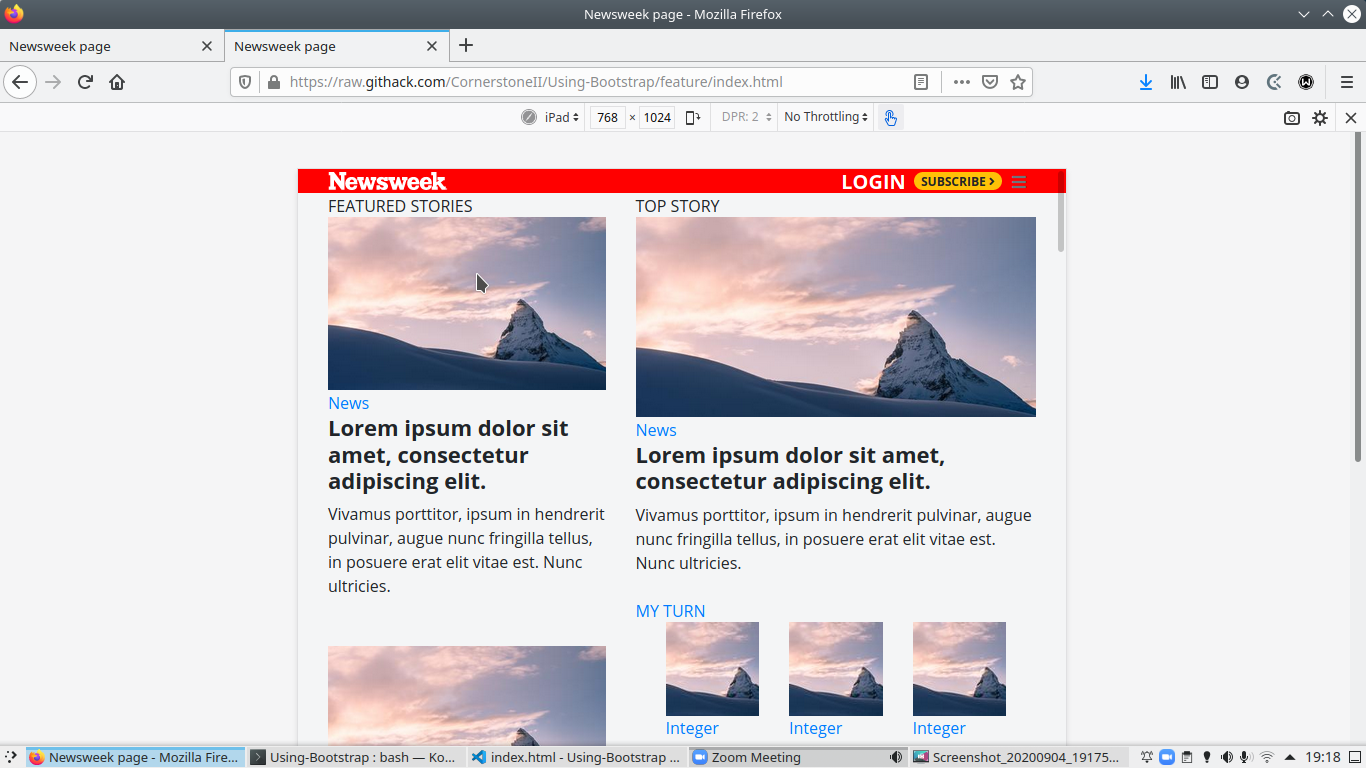 Newsweek page - Mozilla Firefox
Newsweek page
Newsweek page
https://raw.githack.com/CornerstoneII/Using-Bootstrap/feature/index.html
iPad 768 × 1024 DPR: 2 No Throttling
Newsweek LOGIN SUBSCRIBE
FEATURED STORIES
News
Lorem ipsum dolor sit
amet, consectetur
adipiscing elit.
Vivamus porttitor, ipsum in hendrerit
pulvinar, augue nunc fringilla tellus,
in posuere erat elit vitae est. Nunc
ultricies.
TOP STORY
News
Lorem ipsum dolor sit amet,
consectetur adipiscing elit.
Vivamus porttitor, ipsum in hendrerit pulvinar, augue
nunc fringilla tellus, in posuere erat elit vitae est.
Nunc ultricies.
MY TURN
Integer Integer Integer
Newsweek page - Mozilla Fire... Using-Bootstrap : bash — Ko... index.html - Using-Bootstrap ... Zoom Meeting Screenshot_20200904_19175... 19:18